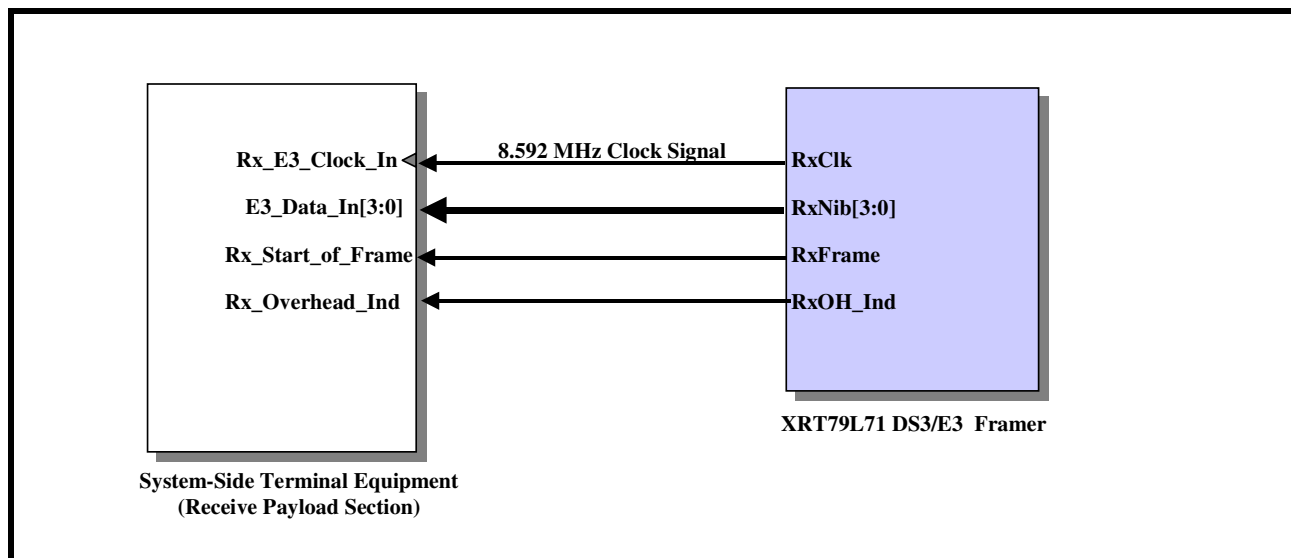 Rx_E3_Clock_In
8.592 MHz Clock Signal
RxClk
E3_Data_In[3:0]
RxNib[3:0]
Rx_Start_of_Frame
RxFrame
Rx_Overhead_Ind
RxOH_Ind
XRT79L71 DS3/E3 Framer
System-Side Terminal Equipment
(Receive Payload Section)